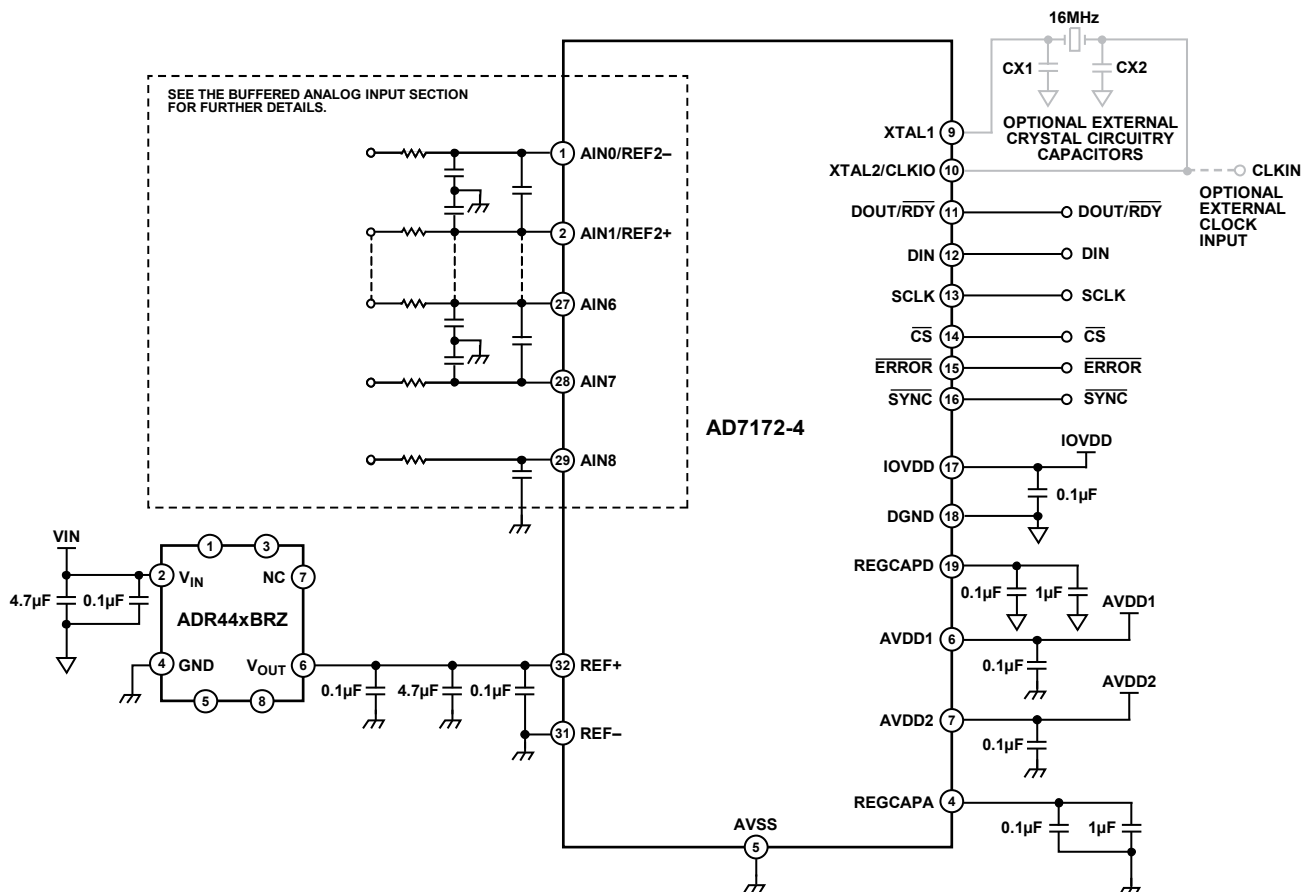 16MHz
CX1
CX2
OPTIONAL EXTERNAL
CRYSTAL CIRCUITRY
CAPACITORS
CLKIN
OPTIONAL
EXTERNAL
CLOCK
INPUT
SEE THE BUFFERED ANALOG INPUT SECTION
FOR FURTHER DETAILS.
1 AIN0/REF2–
2 AIN1/REF2+
27 AIN6
28 AIN7
29 AIN8
AD7172-4
XTAL1 9
XTAL2/CLKIO 10
DOUT/RDY 11 DOUT/RDY
DIN 12 DIN
SCLK 13 SCLK
CS 14 CS
ERROR 15 ERROR
SYNC 16 SYNC
IOVDD
IOVDD 17
0.1µF
DGND 18
REGCAPD 19
0.1µF 1µF
AVDD1
AVDD1 6
0.1µF
AVDD2
AVDD2 7
0.1µF
REGCAPA 4
0.1µF 1µF
VIN
1 3
2 VIN
NC 7
4.7µF 0.1µF
ADR44xBRZ
4 GND
VOUT 6
5 8
0.1µF 4.7µF 0.1µF
32 REF+
31 REF–
AVSS
5